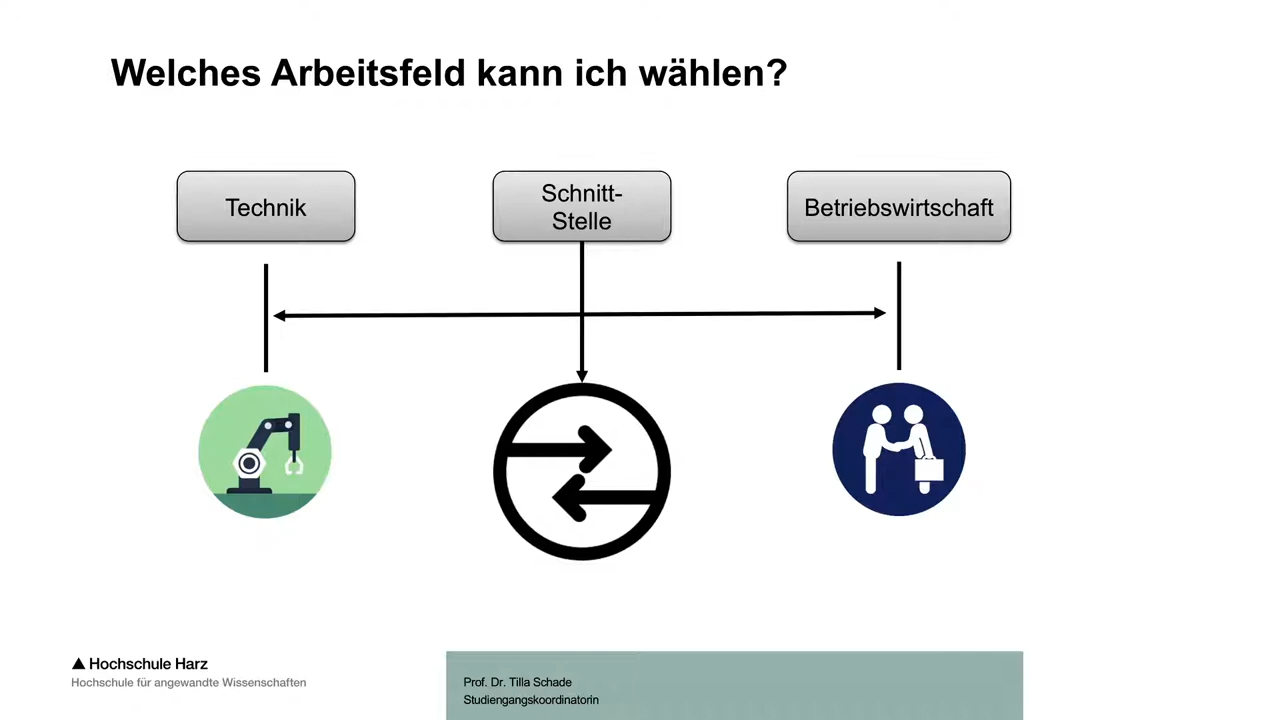 Welches Arbeitsfeld kann ich wählen?
Technik
Schnitt-
Stelle
Betriebswirtschaft
Hochschule Harz
Hochschule für angewandte Wissenschaften
Prof. Dr. Tilla Schade
Studiengangskoordinatorin